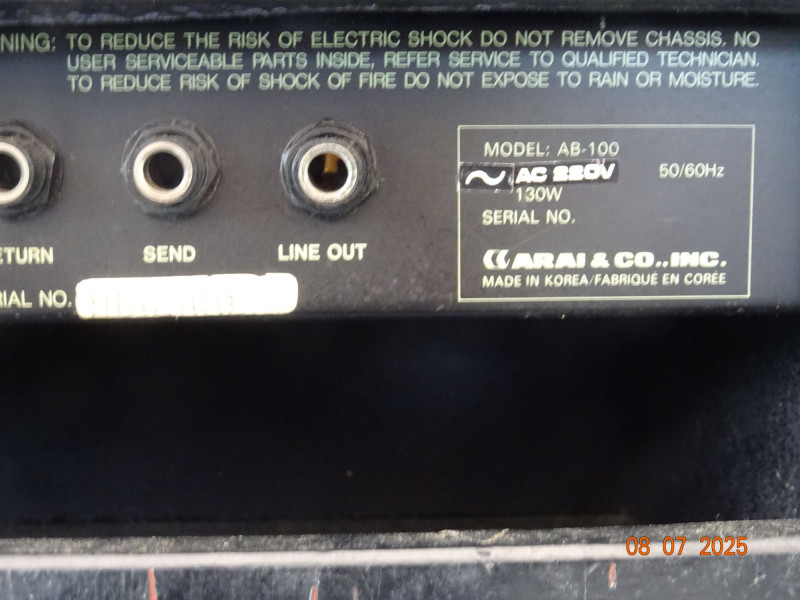 NING: TO REDUCE THE RISK OF ELECTRIC SHOCK DO NOT REMOVE CHASSIS. NO
USER SERVICEABLE PARTS INSIDE, REFER SERVICE TO QUALIFIED TECHNICIAN.
TO REDUCE RISK OF SHOCK OF FIRE DO NOT EXPOSE TO RAIN OR MOISTURE.
MODEL: AB-100
AC 220V 50/60Hz
130W
SERIAL NO.
ARAI & CO., INC.
MADE IN KOREA/FABRIQUÉ EN CORÉE
ETURN SEND LINE OUT
RIAL NO.
08 07 2025